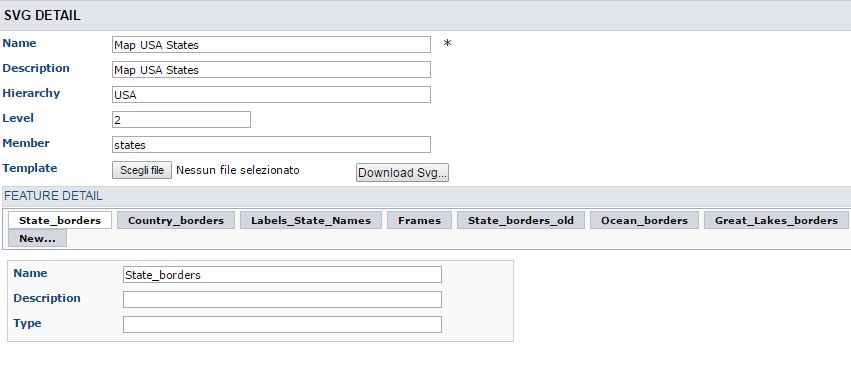 SVG DETAIL
Name Map USA States *
Description Map USA States
Hierarchy USA
Level 2
Member states
Template Scegli file Nessun file selezionato Download Svg...
FEATURE DETAIL
State_borders Country_borders Labels_State_Names Frames State_borders_old Ocean_borders Great_Lakes_borders
New...
Name State_borders
Description
Type